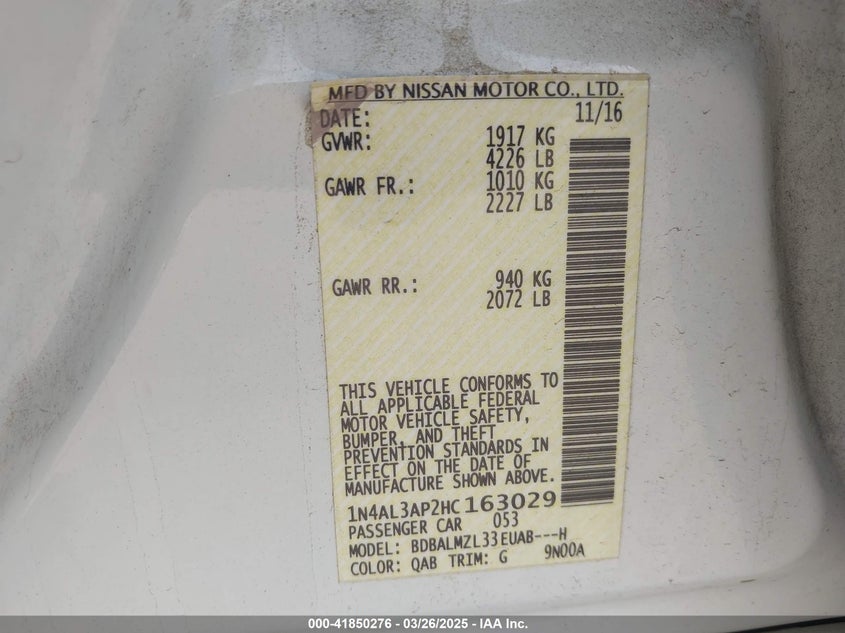 MFD BY NISSAN MOTOR CO., LTD.
DATE: 11/16
GVWR: 1917 KG
4226 LB
GAWR FR.: 1010 KG
2227 LB
GAWR RR.: 940 KG
2072 LB
THIS VEHICLE CONFORMS TO
ALL APPLICABLE FEDERAL
MOTOR VEHICLE SAFETY,
BUMPER, AND THEFT
PREVENTION STANDARDS IN
EFFECT ON THE DATE OF
MANUFACTURE SHOWN ABOVE.
1N4AL3AP2HC163029
PASSENGER CAR 053
MODEL: BDBALMZL33EUAB---H
COLOR: QAB TRIM: G 9N00A
000-41850276 - 03/26/2025 - IAA Inc.